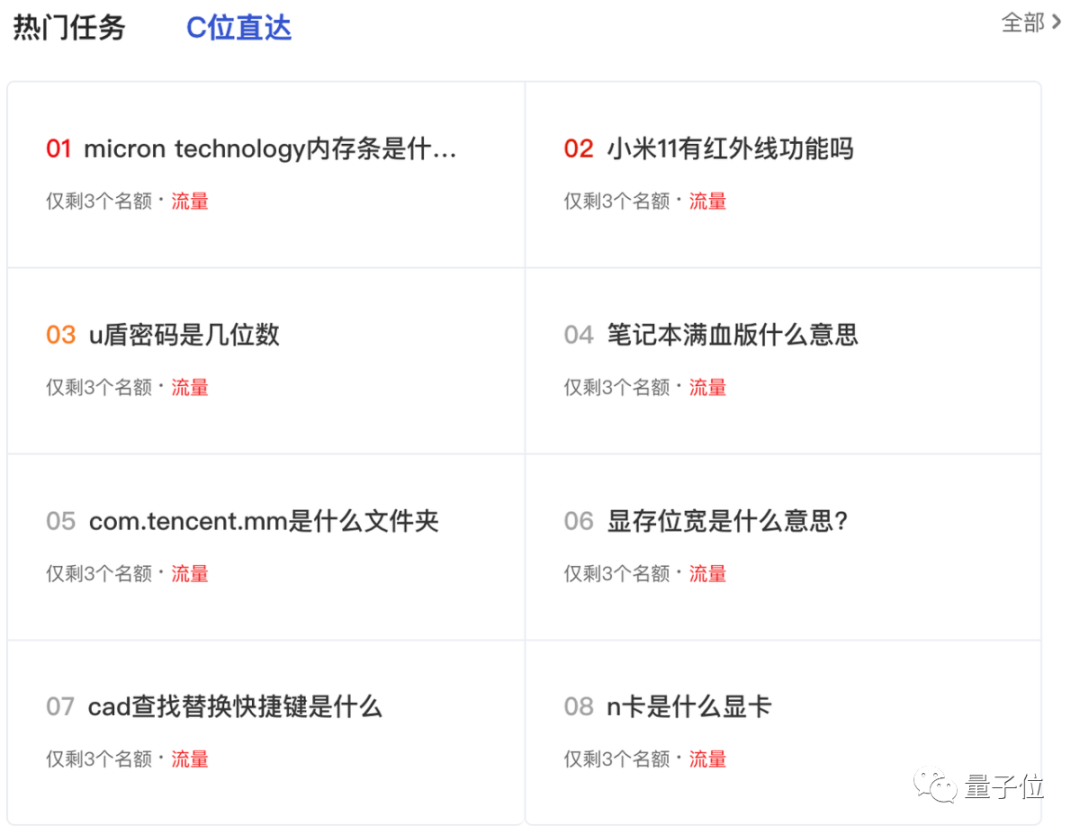 热门任务 C位直达 全部
01 micron technology内存条是什...
仅剩3个名额·流量
02 小米11有红外线功能吗
仅剩3个名额·流量
03 u盾密码是几位数
仅剩3个名额·流量
04 笔记本满血版什么意思
仅剩3个名额·流量
05 com.tencent.mm是什么文件夹
仅剩3个名额·流量
06 显存位宽是什么意思?
仅剩3个名额·流量
07 cad查找替换快捷键是什么
仅剩3个名额·流量
08 n卡是什么显卡
仅剩3个名额·流量
量子位